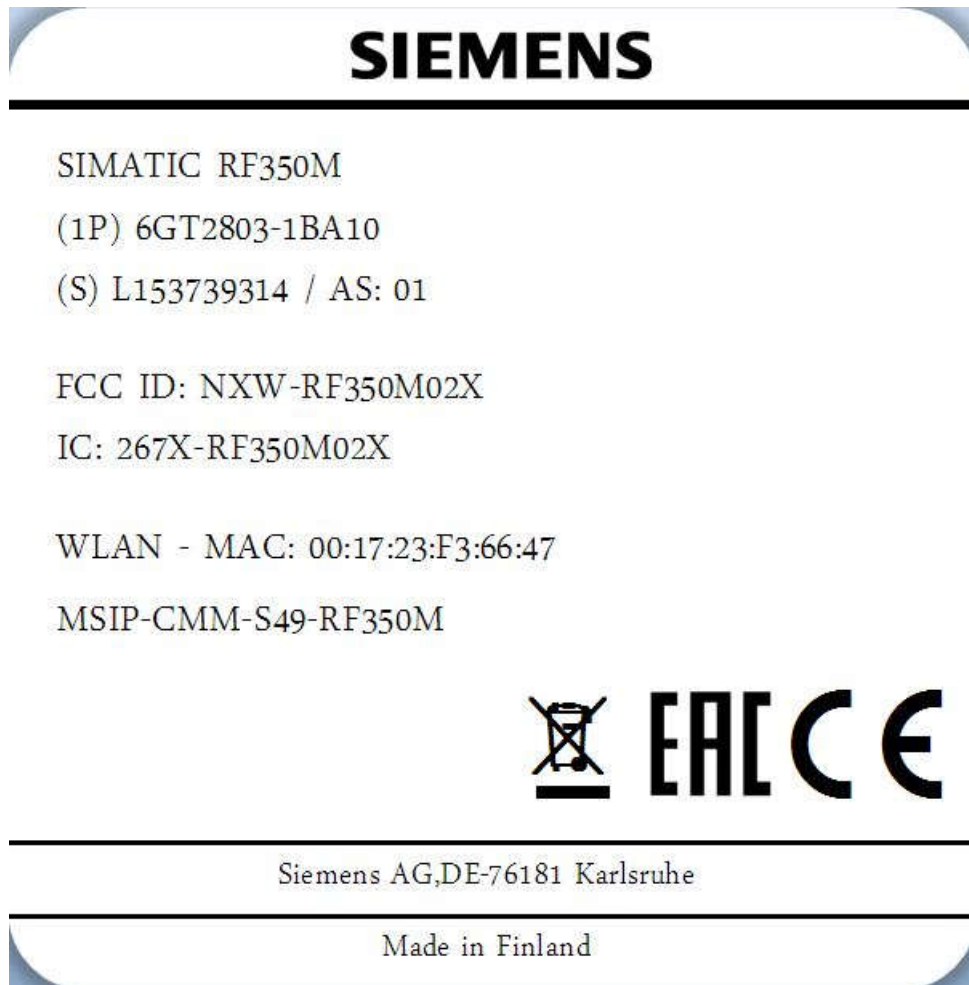 SIEMENS
SIMATIC RF350M
(1P) 6GT2803-1BA10
(S) L153739314 / AS: 01
FCC ID: NXW-RF350M02X
IC: 267X-RF350M02X
WLAN - MAC: 00:17:23:F3:66:47
MSIP-CMM-S49-RF350M
EAC CE
Siemens AG,DE-76181 Karlsruhe
Made in Finland